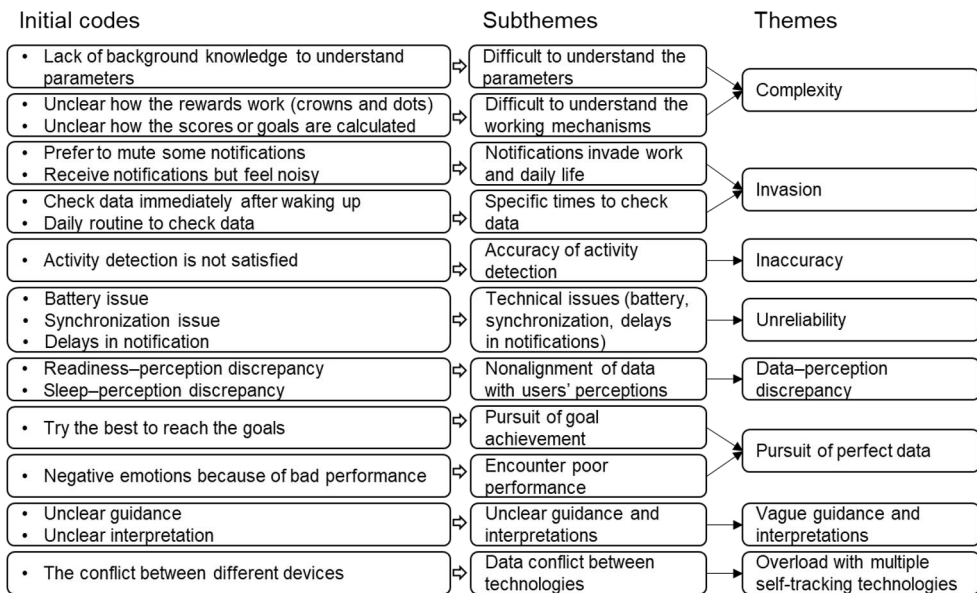 Initial codes
Subthemes
Themes
• Lack of background knowledge to understand
parameters
Difficult to understand the
parameters
Complexity
• Unclear how the rewards work (crowns and dots)
• Unclear how the scores or goals are calculated
Difficult to understand the
working mechanisms
• Prefer to mute some notifications
• Receive notifications but feel noisy
Notifications invade work
and daily life
Invasion
• Check data immediately after waking up
• Daily routine to check data
Specific times to check
data
• Activity detection is not satisfied
Accuracy of activity
detection
Inaccuracy
• Battery issue
• Synchronization issue
• Delays in notification
Technical issues (battery,
synchronization, delays
in notifications)
Unreliability
• Readiness–perception discrepancy
• Sleep–perception discrepancy
Nonalignment of data
with users’ perceptions
Data–perception
discrepancy
• Try the best to reach the goals
Pursuit of goal
achievement
Pursuit of perfect data
• Negative emotions because of bad performance
Encounter poor
performance
• Unclear guidance
• Unclear interpretation
Unclear guidance and
interpretations
Vague guidance and
interpretations
• The conflict between different devices
Data conflict between
technologies
Overload with multiple
self-tracking technologies